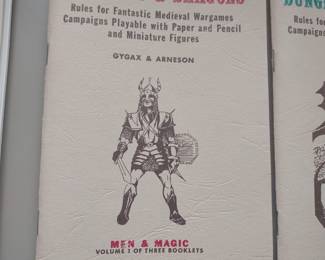 Rules for Fantastic Medieval Wargames
Campaigns Playable with Paper and Pencil
and Miniature Figures
GYGAX & ARNESON
MEN & MAGIC
VOLUME 1 OF THREE BOOKLETS
Rules for
Campaigns